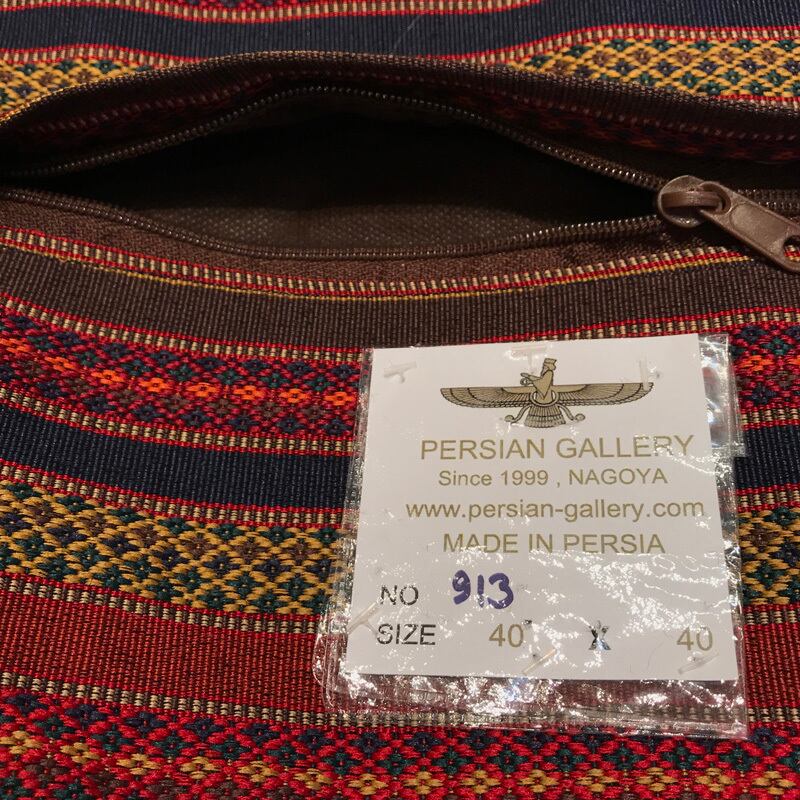 PERSIAN GALLERY
Since 1999 , NAGOYA
www.persian-gallery.com
MADE IN PERSIA
NO 913
SIZE 40 X 40